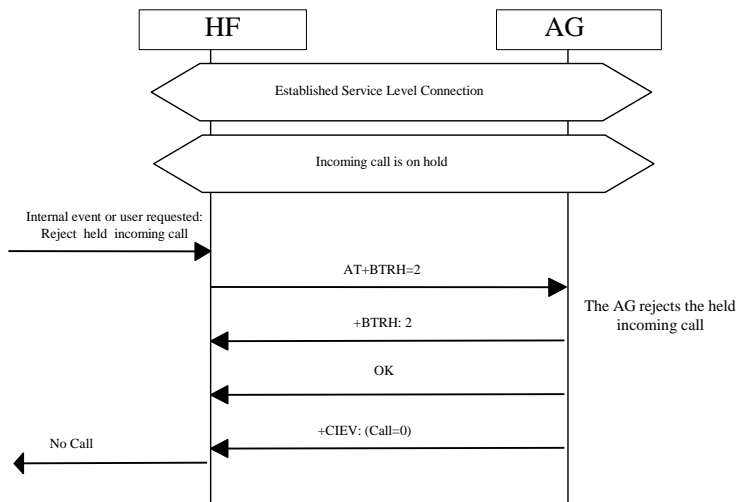 HF
AG
Established Service Level Connection
Incoming call is on hold
Internal event or user requested:
Reject held incoming call
AT+BTRH=2
The AG rejects the held
incoming call
+BTRH: 2
OK
+CIEV: (Call=0)
No Call